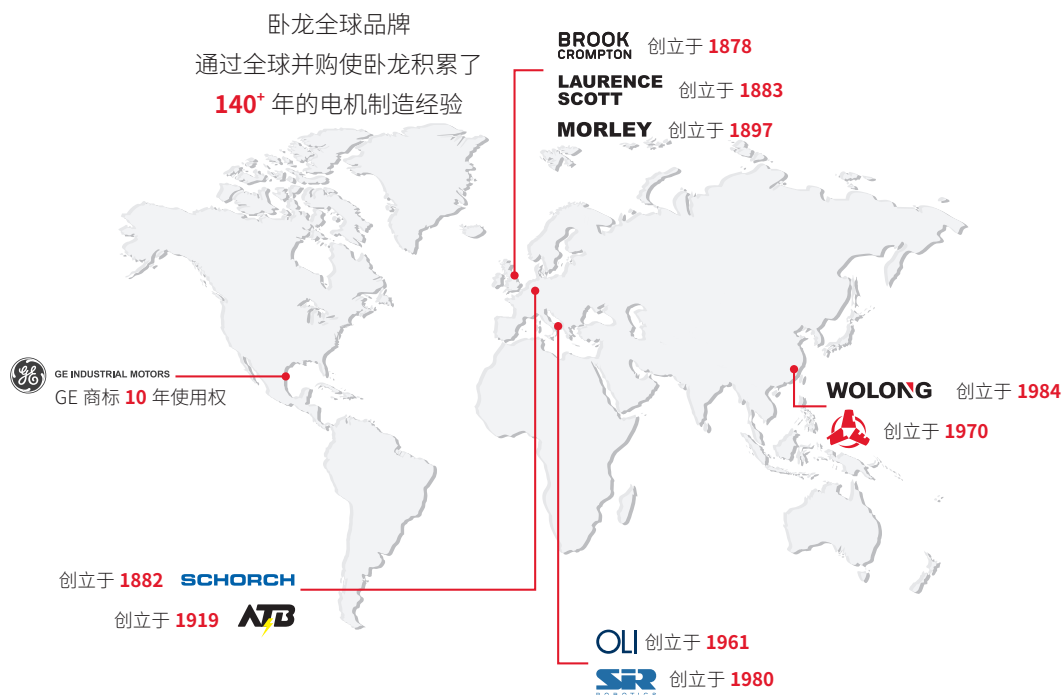 卧龙全球品牌
通过全球并购使卧龙积累了
140+ 年的电机制造经验
BROOK
CROMPTON
创立于 1878
LAURENCE
SCOTT
创立于 1883
MORLEY 创立于 1897
GE
GE INDUSTRIAL MOTORS
GE 商标 10 年使用权
WOLONG 创立于 1984
创立于 1970
创立于 1882 SCHORCH
创立于 1919 ATB
OLI 创立于 1961
SIR 创立于 1980
ROBOTICS